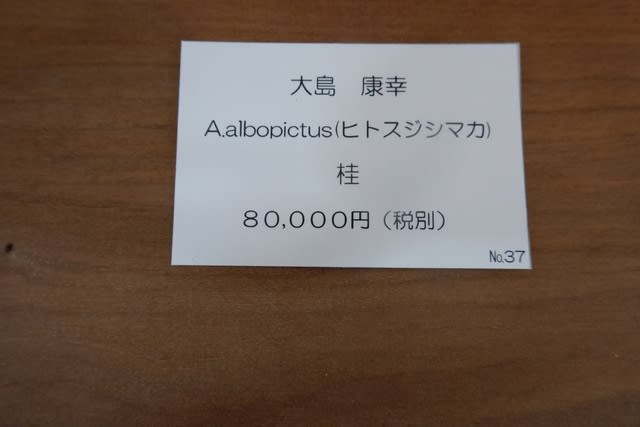 大島　康幸
A.albopictus(ヒトスジシマカ)
桂
80,000円（税別）
№37